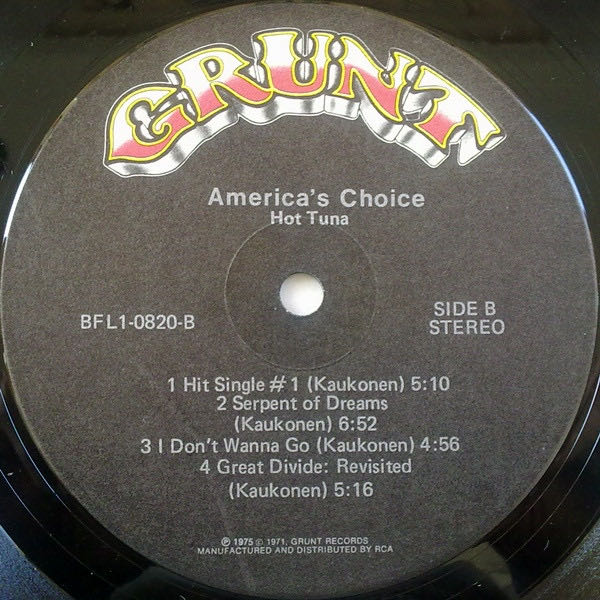 GRUNT
America's Choice
Hot Tuna
BFL1-0820-B
SIDE B
STEREO
1 Hit Single # 1 (Kaukonen) 5:10
2 Serpent of Dreams
(Kaukonen) 6:52
3 I Don't Wanna Go (Kaukonen) 4:56
4 Great Divide: Revisited
(Kaukonen) 5:16
℗ 1975 © 1971, GRUNT RECORDS
MANUFACTURED AND DISTRIBUTED BY RCA